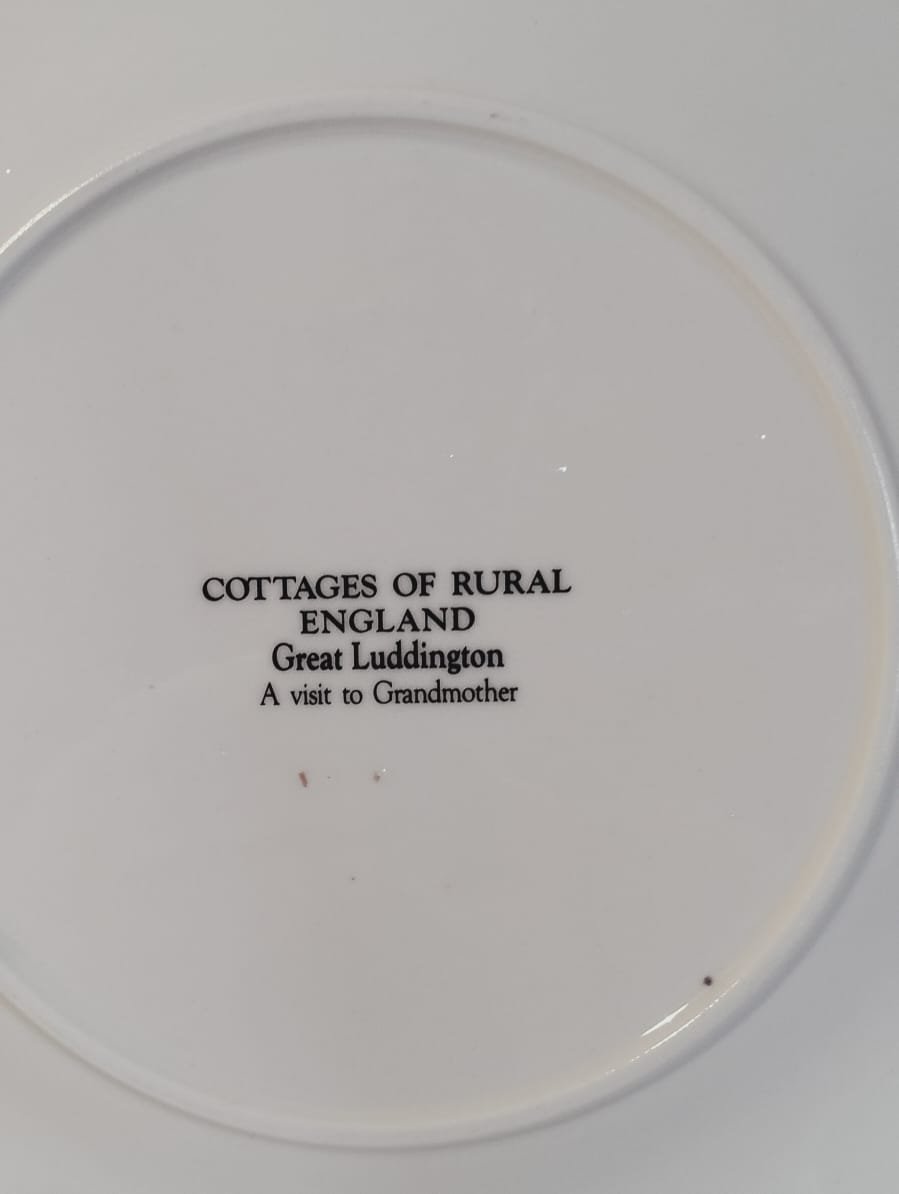 COTTAGES OF RURAL
ENGLAND
Great Luddington
A visit to Grandmother